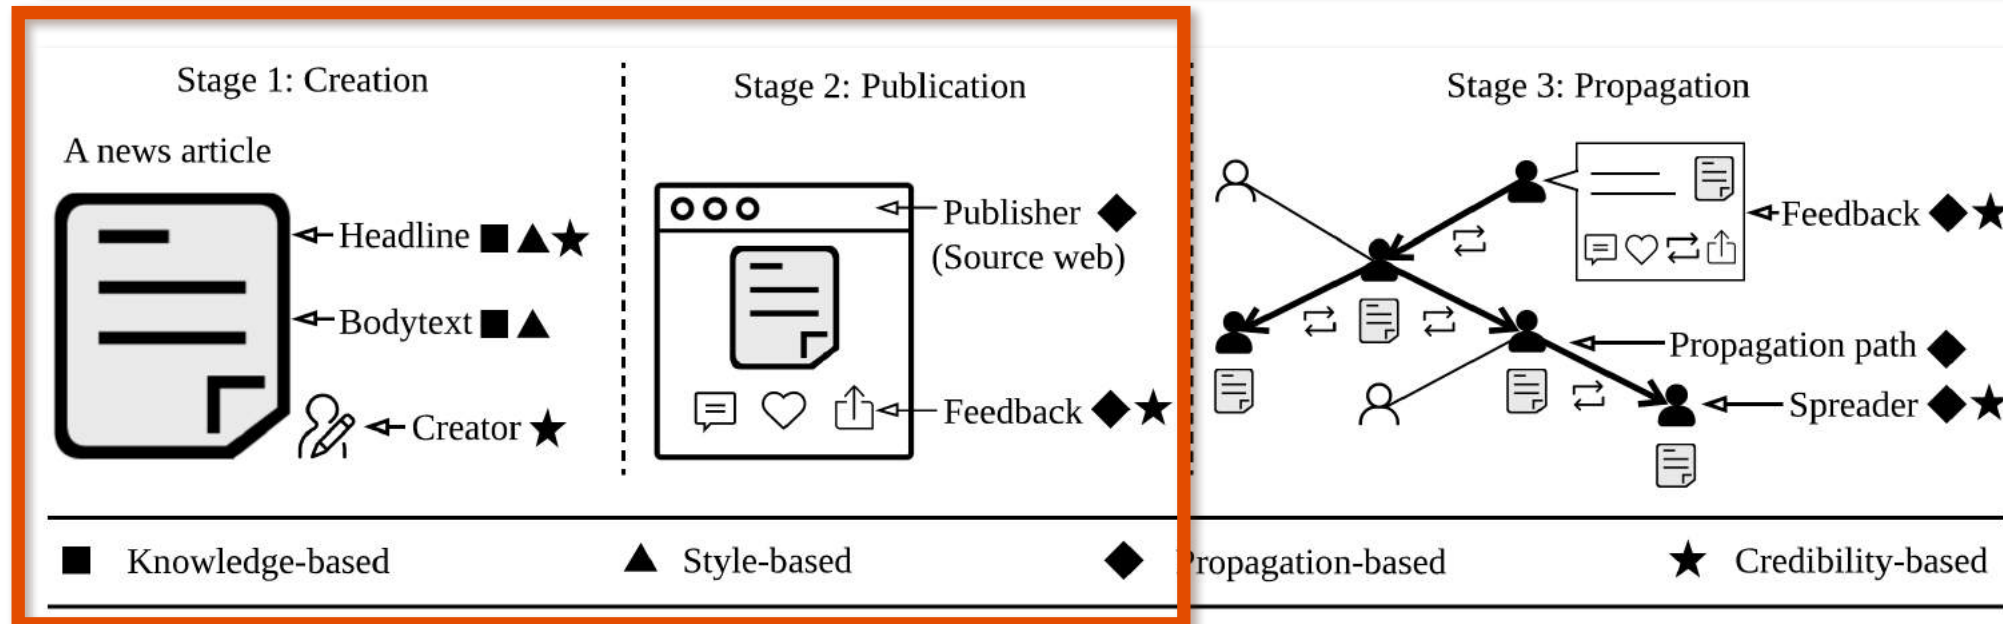 Stage 1: Creation
A news article
Headline
Bodytext
Creator
Stage 2: Publication
Publisher
(Source web)
Feedback
Stage 3: Propagation
Feedback
Propagation path
Spreader
Knowledge-based
Style-based
Propagation-based
Credibility-based